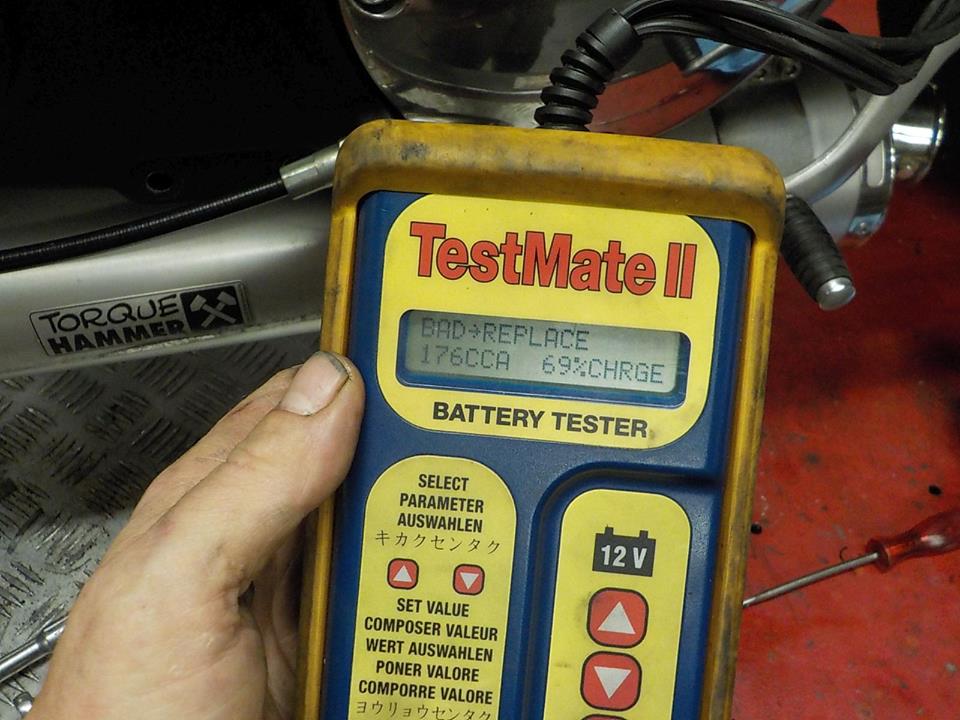 TestMate II
BAD→REPLACE
176CCA 69%CHRGE
BATTERY TESTER
TORQUE
HAMMER
SELECT
PARAMETER
AUSWAHLEN
キカクセンタク
SET VALUE
COMPOSER VALEUR
WERT AUSWAHLEN
PONER VALORE
COMPORRE VALORE
ヨウリョウセンタク
12 V